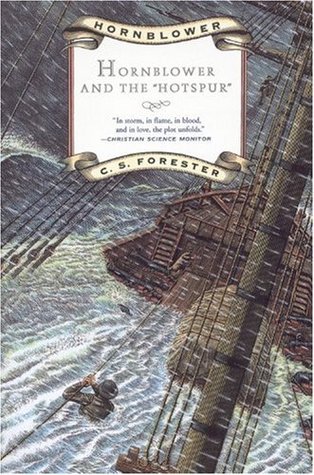 HORNBLOWER
HORNBLOWER
AND THE "HOTSPUR"
"In storm, in flame, in blood,
and in love, the plot unfolds."
—CHRISTIAN SCIENCE MONITOR
C. S. FORESTER